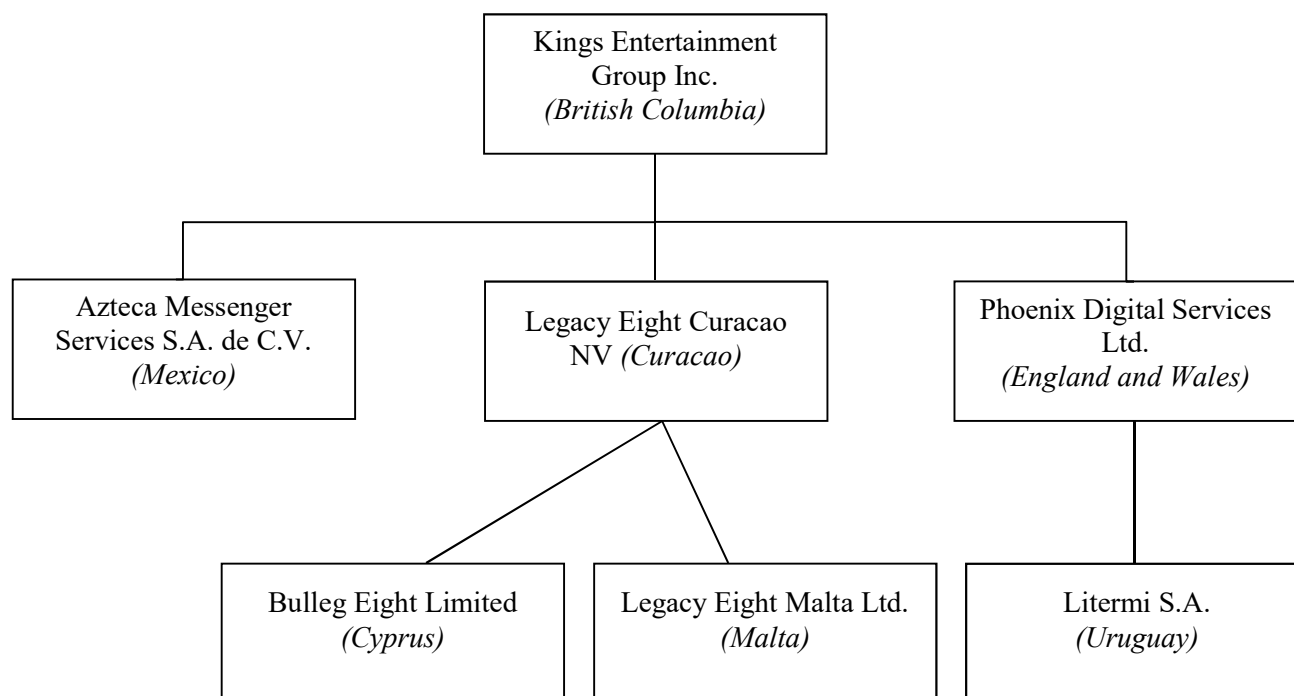 Kings Entertainment
Group Inc.
(British Columbia)
Azteca Messenger
Services S.A. de C.V.
(Mexico)
Legacy Eight Curacao
NV (Curacao)
Phoenix Digital Services
Ltd.
(England and Wales)
Bulleg Eight Limited
(Cyprus)
Legacy Eight Malta Ltd.
(Malta)
Litermi S.A.
(Uruguay)